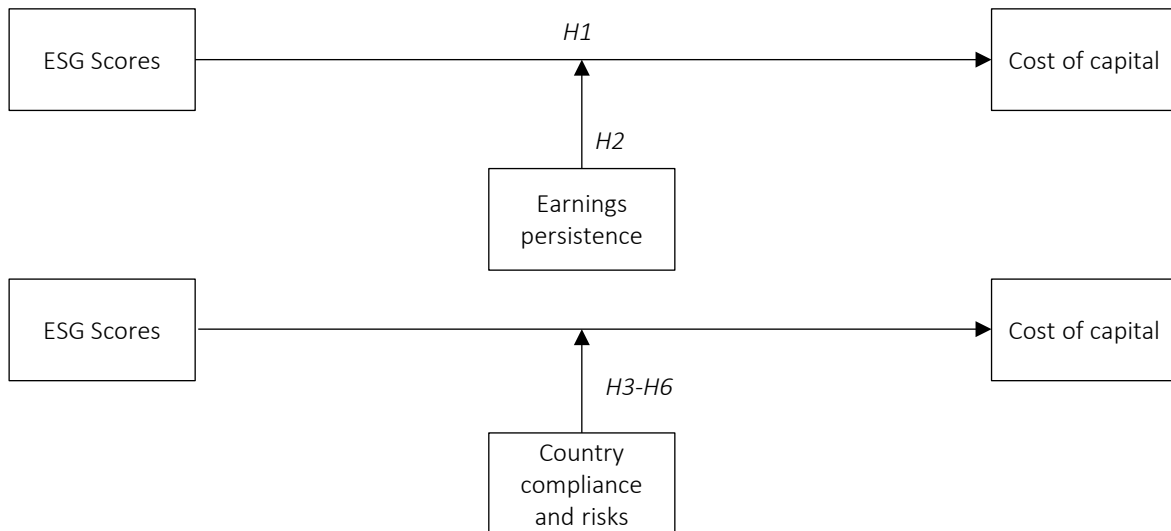 H1
ESG Scores
Cost of capital
H2
Earnings
persistence
ESG Scores
Cost of capital
H3-H6
Country
compliance
and risks